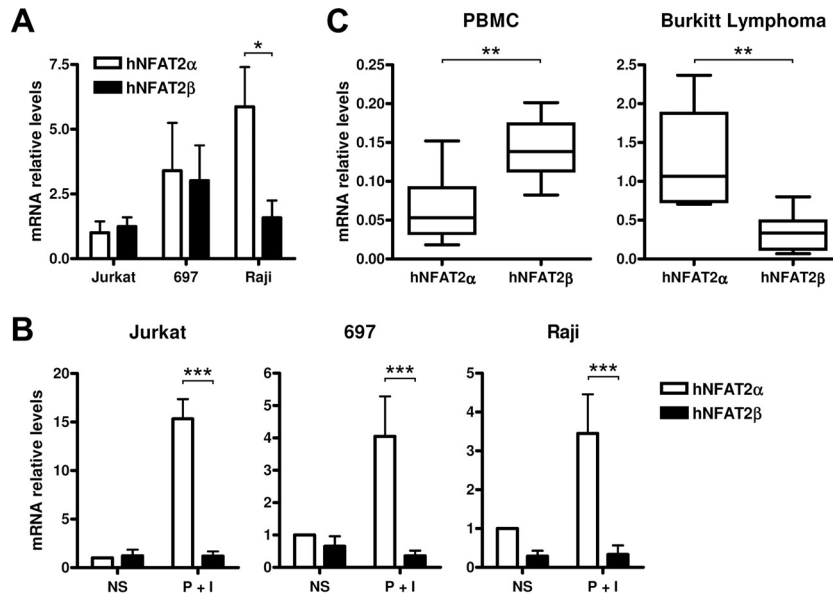 A
hNFAT2α
hNFAT2β
mRNA relative levels
7.5
5.0
2.5
0.0
*
Jurkat 697 Raji
C
PBMC
mRNA relative levels
0.25
0.20
0.15
0.10
0.05
0.00
**
hNFAT2α hNFAT2β
Burkitt Lymphoma
2.5
2.0
1.5
1.0
0.5
0.0
**
hNFAT2α hNFAT2β
B
Jurkat
mRNA relative levels
20
15
10
5
0
***
NS P + I
697
6
5
4
3
2
1
0
***
NS P + I
Raji
5
4
3
2
1
0
***
NS P + I
hNFAT2α
hNFAT2β